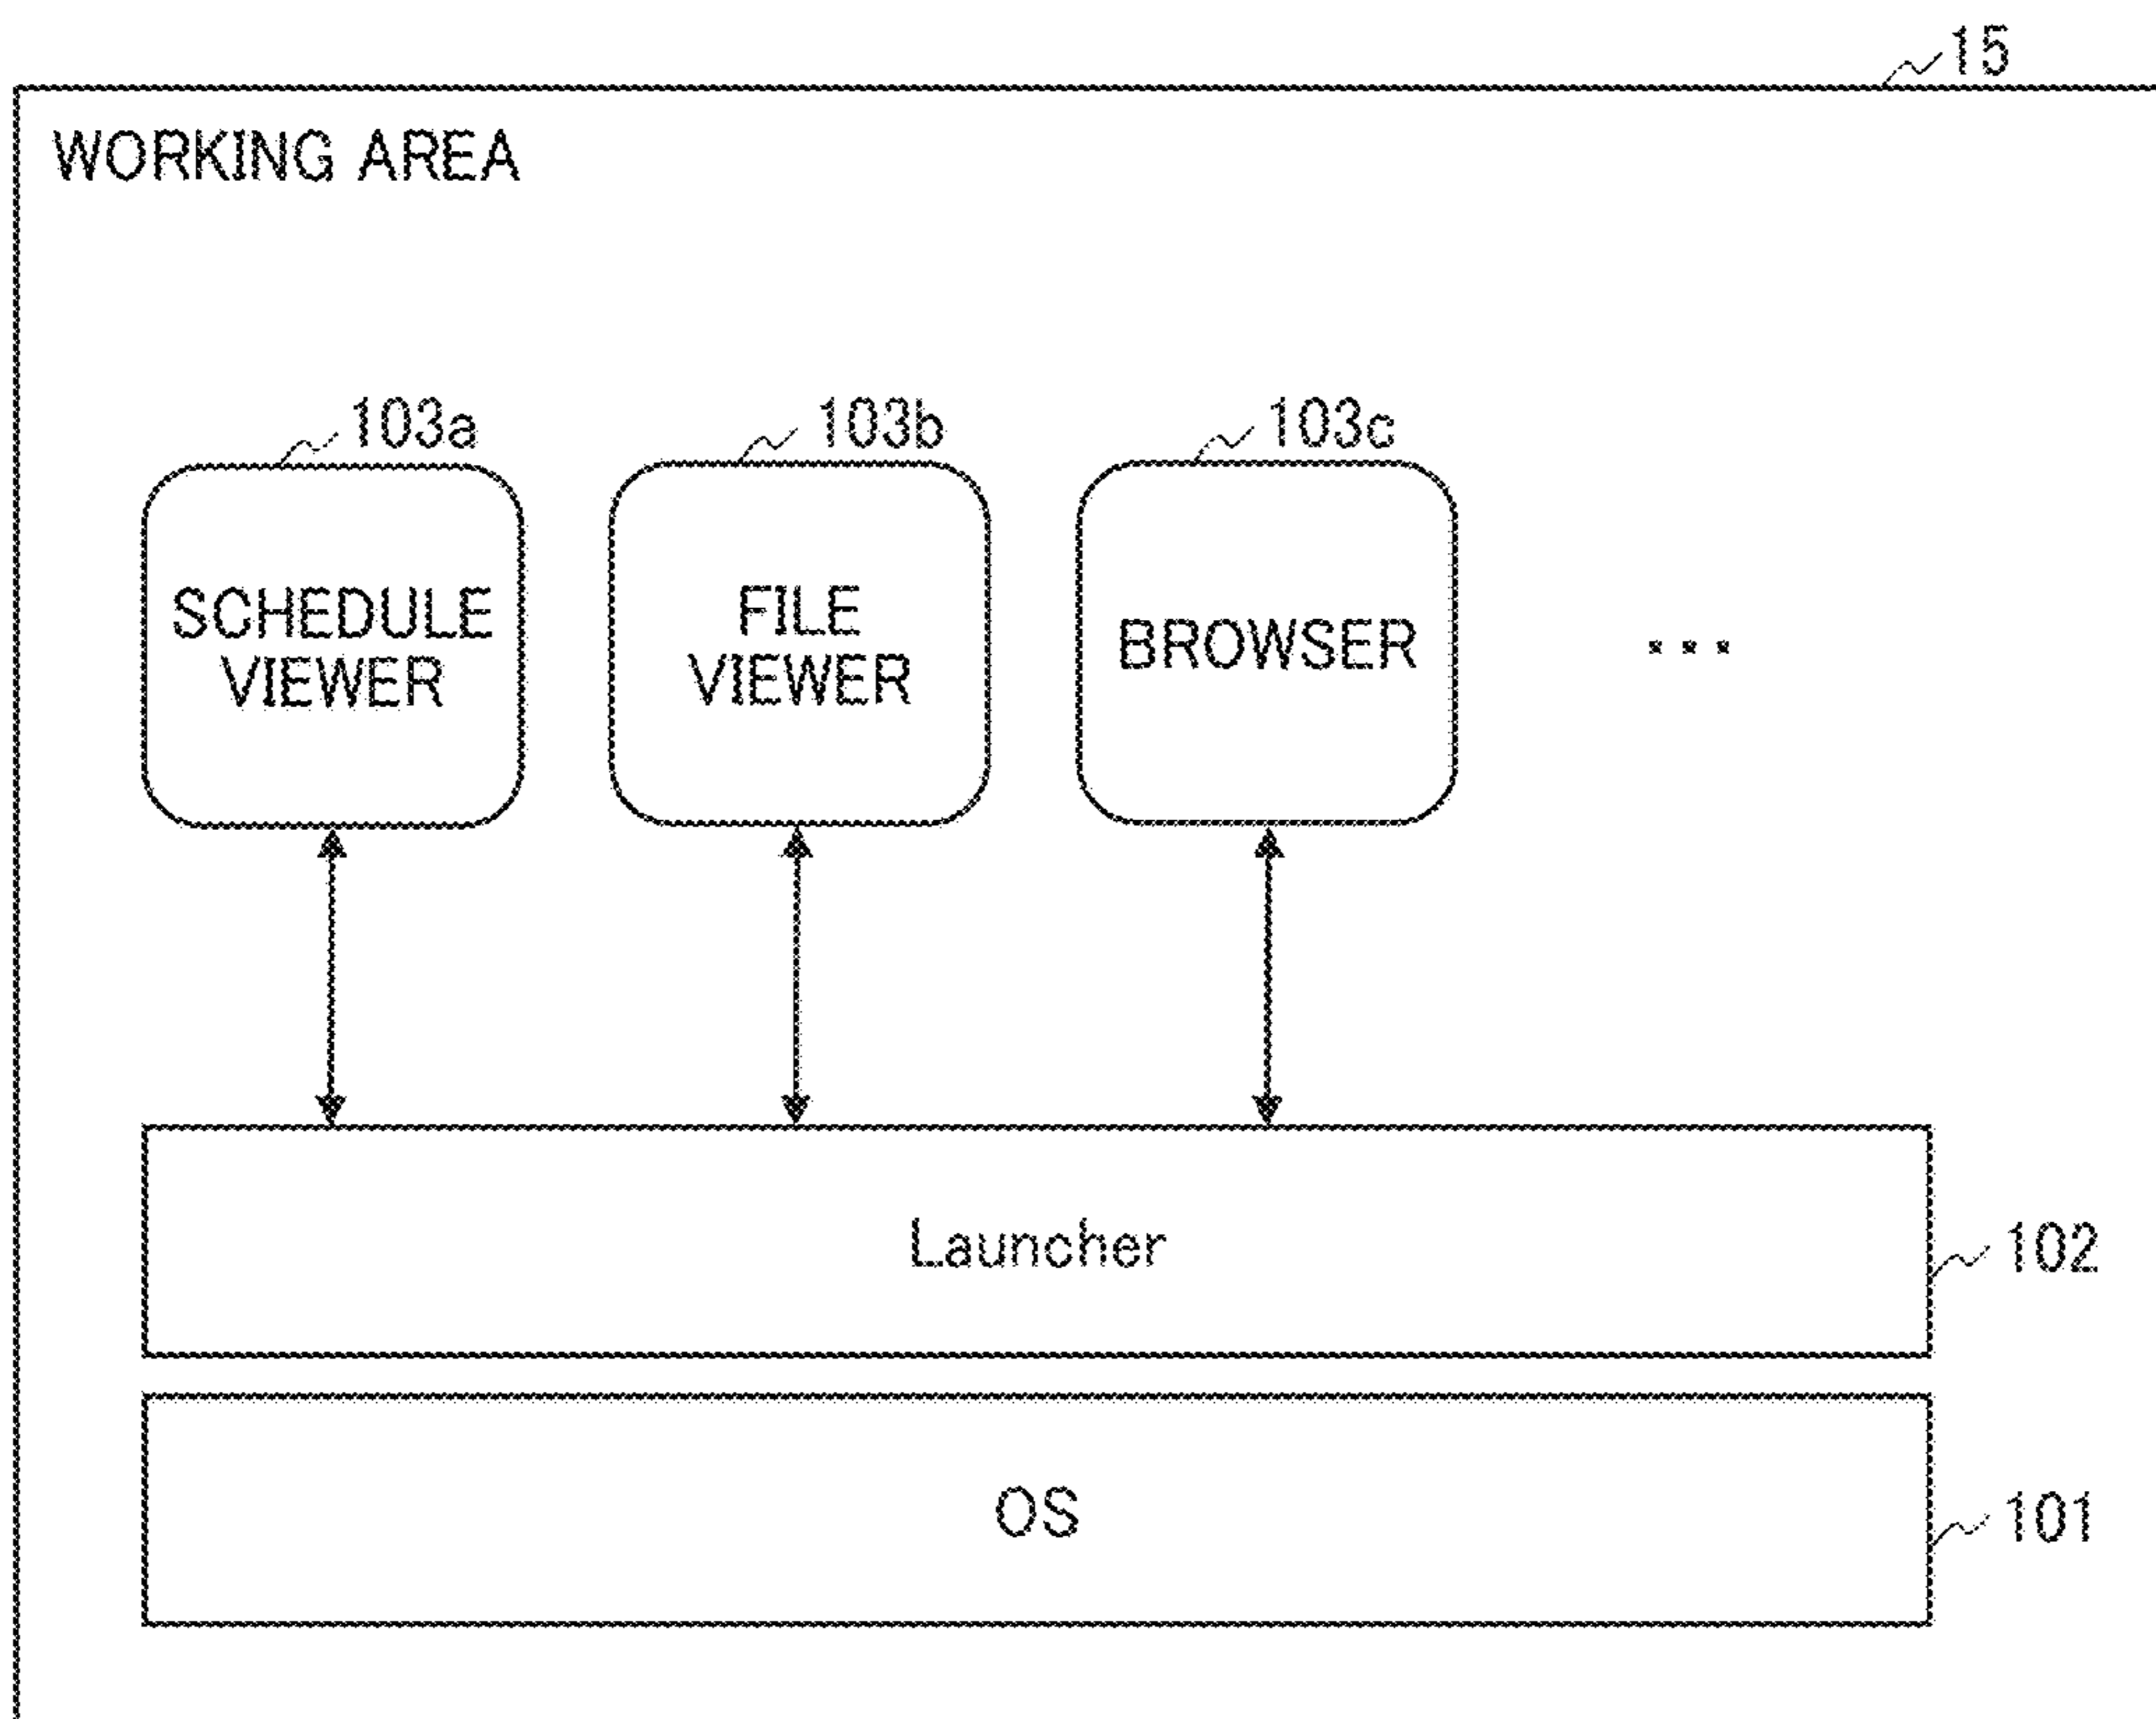 15
WORKING AREA
103a
103b
103c
SCHEDULE
VIEWER
FILE
VIEWER
BROWSER
...
Launcher
102
OS
101